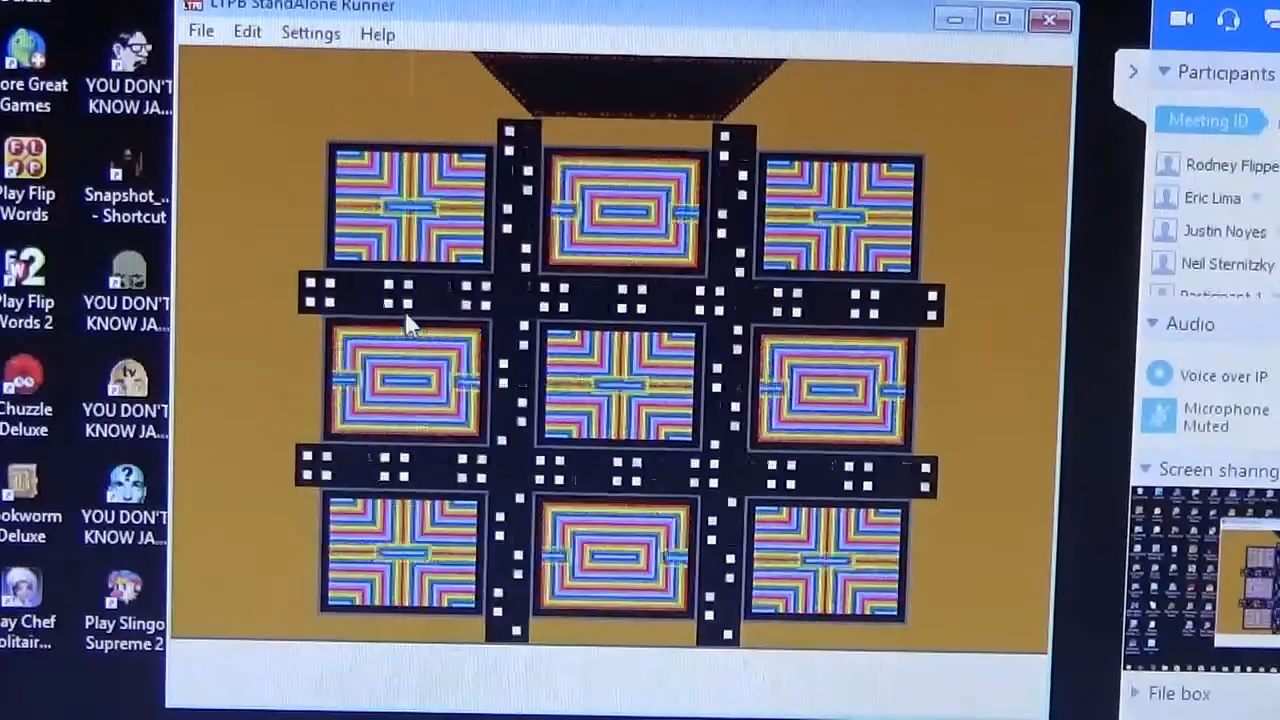 LTPB StandAlone Runner
File Edit Settings Help
ore Great
Games
YOU DON'T
KNOW JA...
Play Flip
Words
Snapshot_...
- Shortcut
Play Flip
Words 2
YOU DON'T
KNOW JA...
Chuzzle
Deluxe
YOU DON'T
KNOW JA...
okworm
Deluxe
YOU DON'T
KNOW JA...
ay Chef
olitair...
Play Slingo
Supreme 2
Participants
Meeting ID
Rodney Flippe
Eric Lima
Justin Noyes
Neil Sternitzky
Participant 1
Audio
Voice over IP
Microphone
Muted
Screen sharing
File box